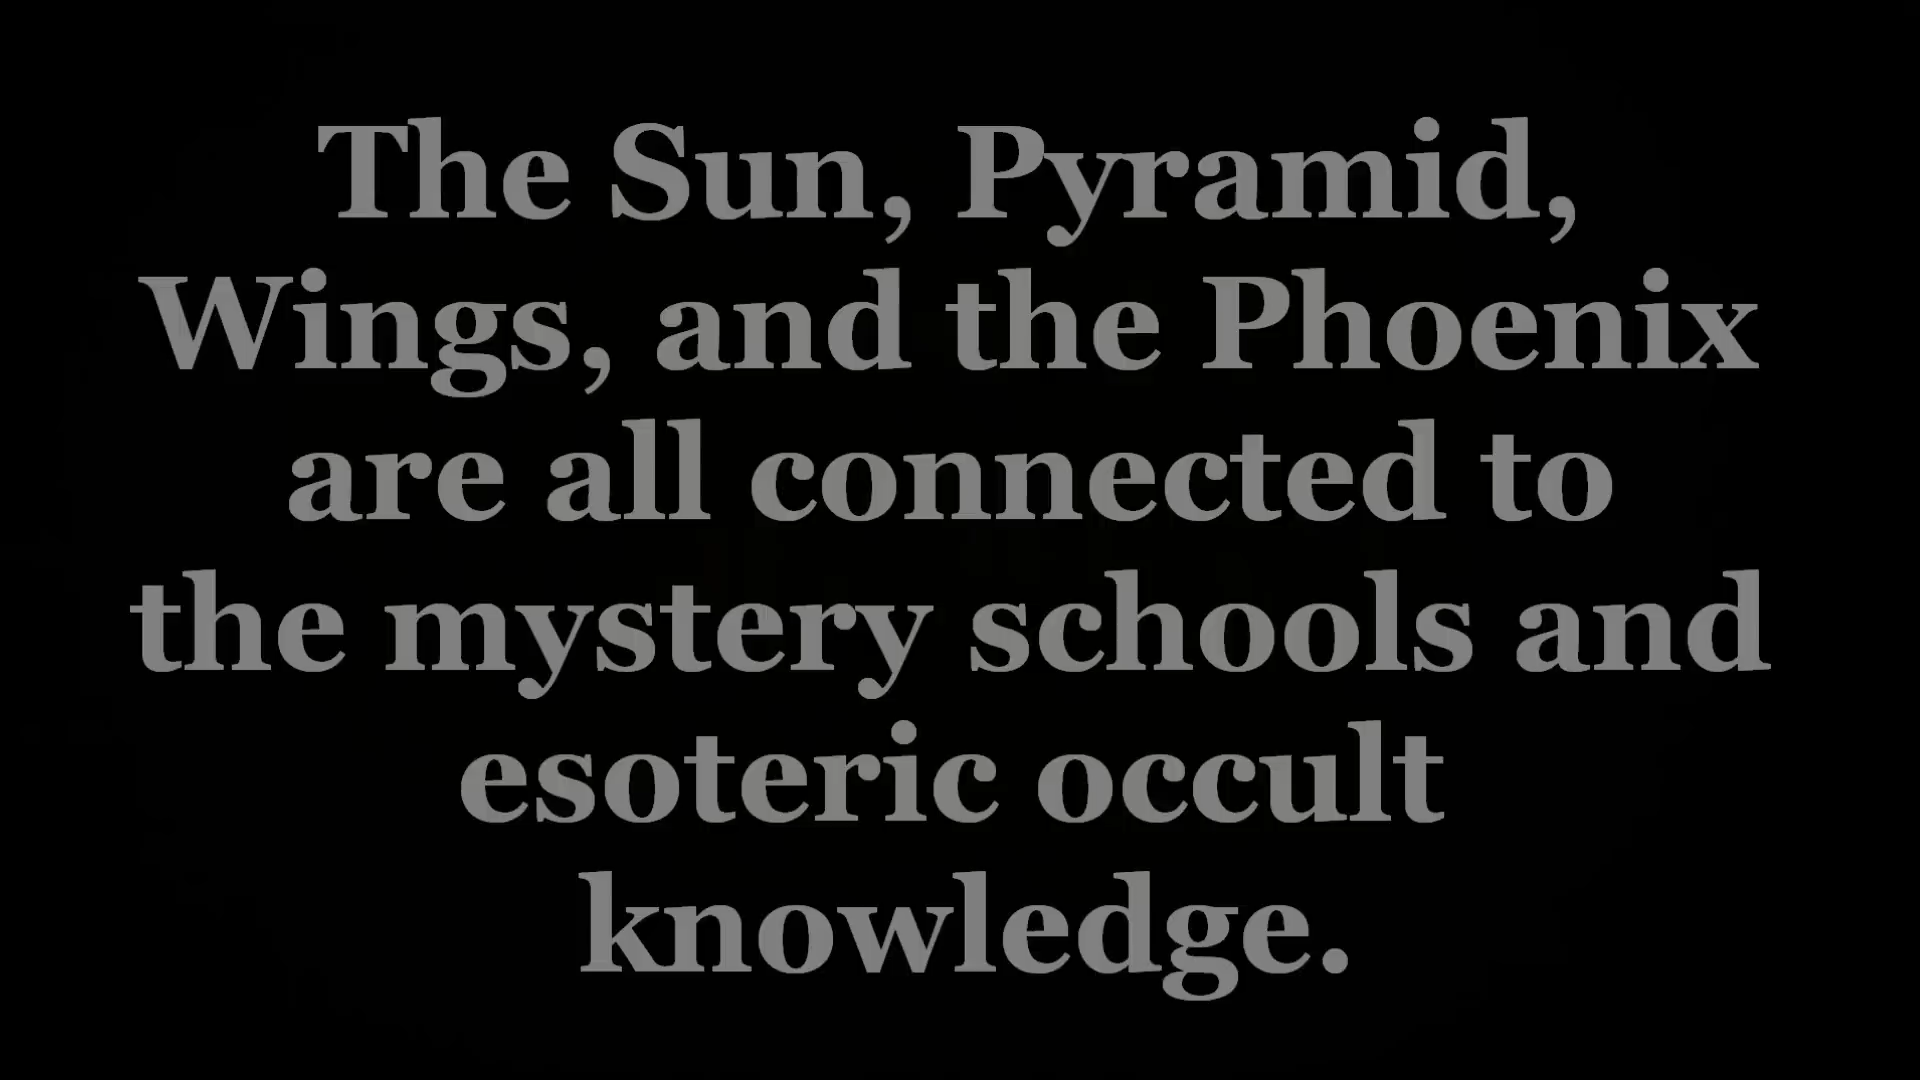 The Sun, Pyramid,
Wings, and the Phoenix
are all connected to
the mystery schools and
esoteric occult
knowledge.